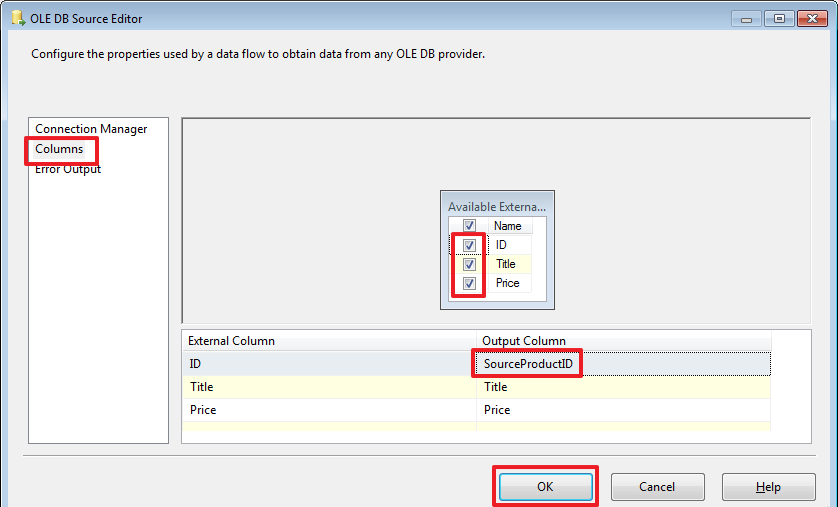 OLE DB Source Editor
Configure the properties used by a data flow to obtain data from any OLE DB provider.
Connection Manager
Columns
Error Output
Available Externa...
Name
ID
Title
Price
External Column Output Column
ID SourceProductID
Title Title
Price Price
OK Cancel Help